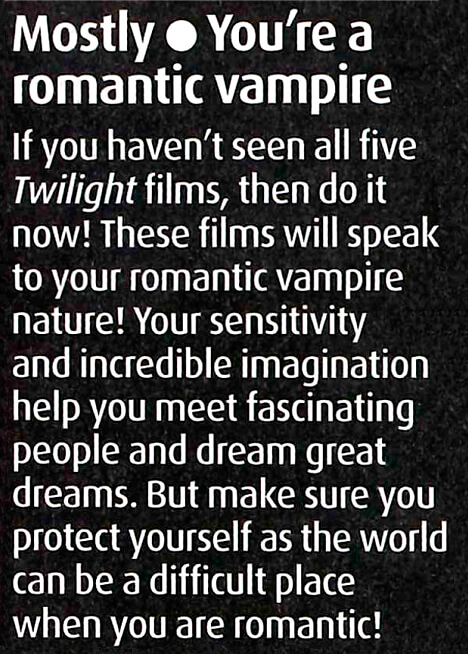 Mostly ● You're a
romantic vampire
If you haven't seen all five
Twilight films, then do it
now! These films will speak
to your romantic vampire
nature! Your sensitivity
and incredible imagination
help you meet fascinating
people and dream great
dreams. But make sure you
protect yourself as the world
can be a difficult place
when you are romantic!